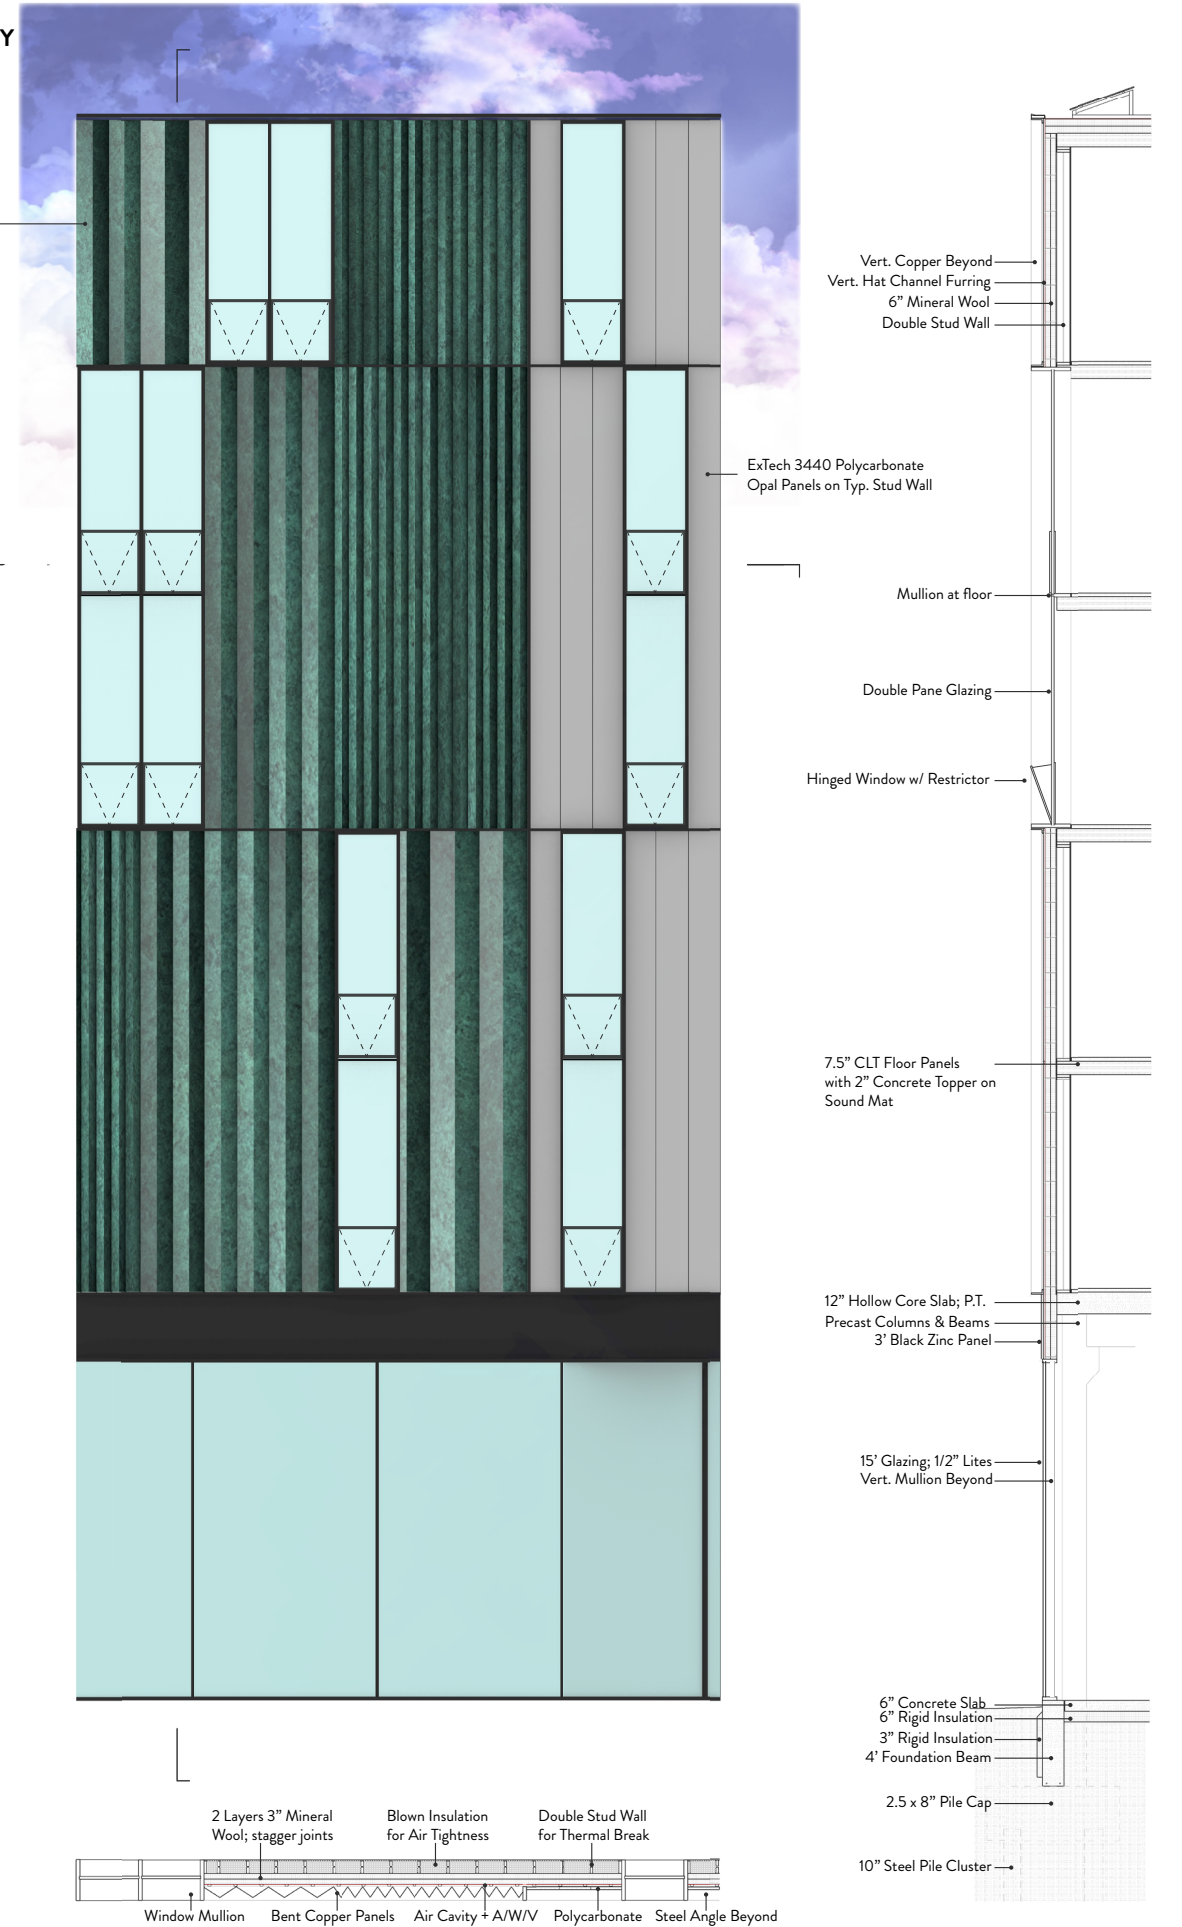 Y
Vert. Copper Beyond
Vert. Hat Channel Furring
6” Mineral Wool
Double Stud Wall
ExTech 3440 Polycarbonate
Opal Panels on Typ. Stud Wall
Mullion at floor
Double Pane Glazing
Hinged Window w/ Restrictor
7.5” CLT Floor Panels
with 2” Concrete Topper on
Sound Mat
12” Hollow Core Slab; P.T.
Precast Columns & Beams
3’ Black Zinc Panel
15’ Glazing; 1/2” Lites
Vert. Mullion Beyond
6” Concrete Slab
6” Rigid Insulation
3” Rigid Insulation
4’ Foundation Beam
2.5 x 8” Pile Cap
10” Steel Pile Cluster
2 Layers 3” Mineral
Wool; stagger joints
Blown Insulation
for Air Tightness
Double Stud Wall
for Thermal Break
Window Mullion
Bent Copper Panels
Air Cavity + A/W/V
Polycarbonate
Steel Angle Beyond